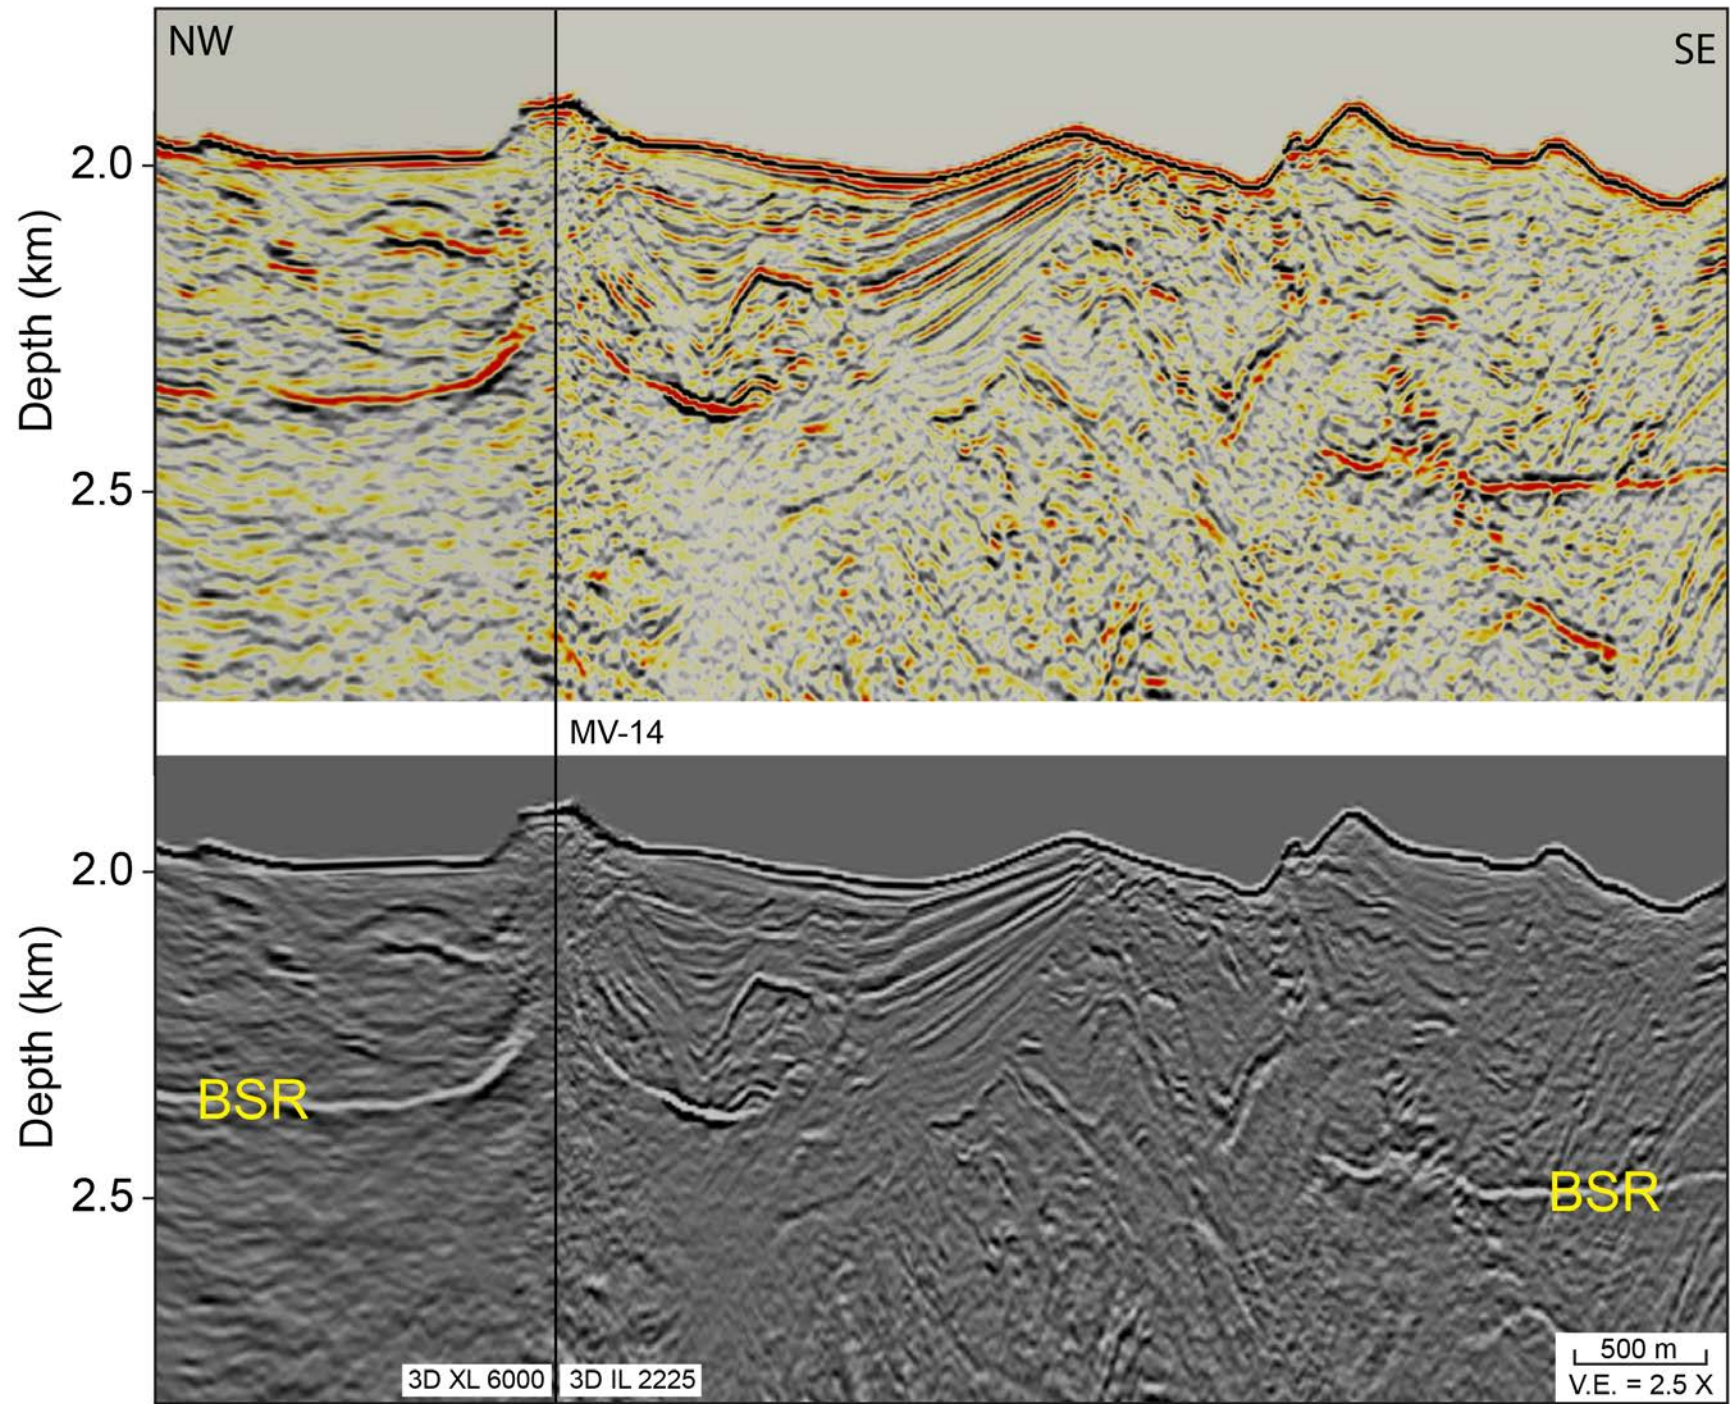 NW
SE
2.0
Depth (km)
2.5
MV-14
2.0
Depth (km)
BSR
2.5
BSR
500 m
V.E. = 2.5 X
3D XL 6000
3D IL 2225